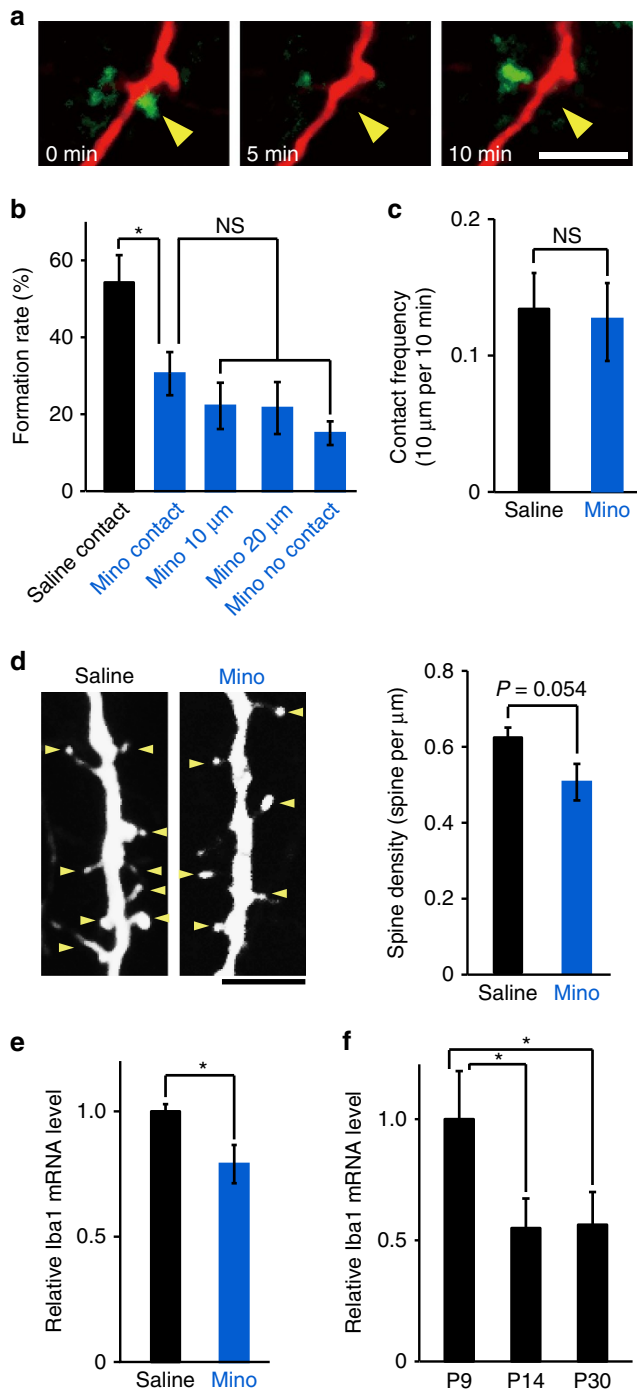 a
0 min
5 min
10 min
b
Formation rate (%)
60
40
20
0
*
NS
Saline contact
Mino contact
Mino 10 μm
Mino 20 μm
Mino no contact
c
Contact frequency
(10 μm per 10 min)
0.2
0.1
0
NS
Saline
Mino
d
Saline
Mino
Spine density (spine per μm)
0.8
0.6
0.4
0.2
0
P = 0.054
Saline
Mino
e
Relative Iba1 mRNA level
1.0
0.5
0
*
Saline
Mino
f
Relative Iba1 mRNA level
1.0
0.5
0
*
*
P9
P14
P30